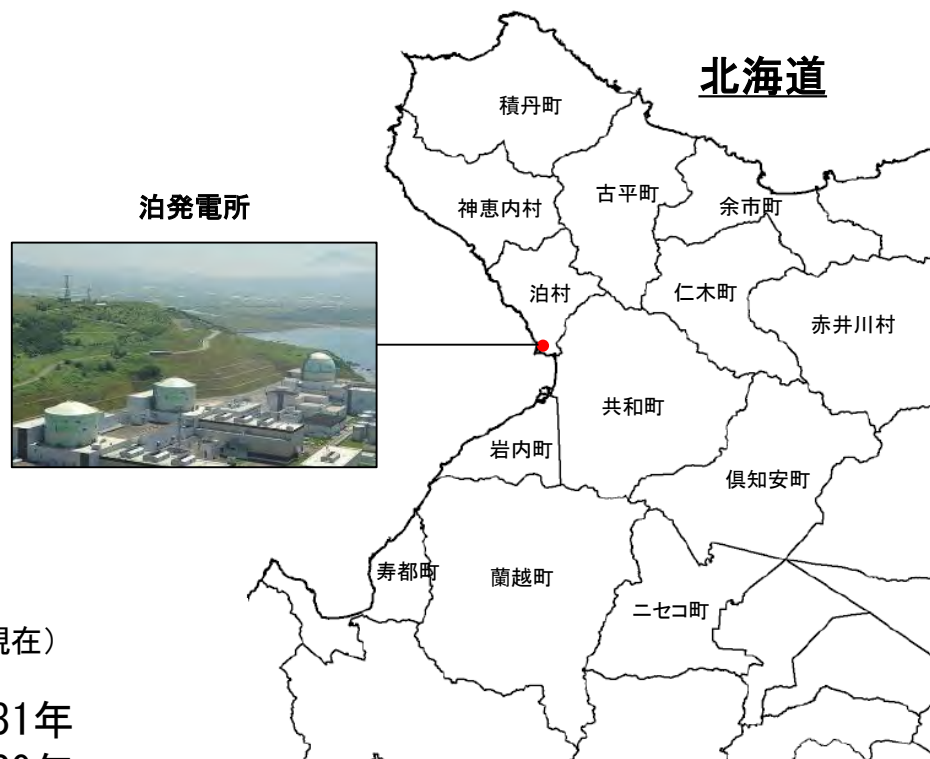 北海道
積丹町
泊発電所
古平町
神恵内村
余市町
泊村
仁木町
赤井川村
共和町
岩内町
倶知安町
寿都町
蘭越町
ニセコ町
現在）
31年